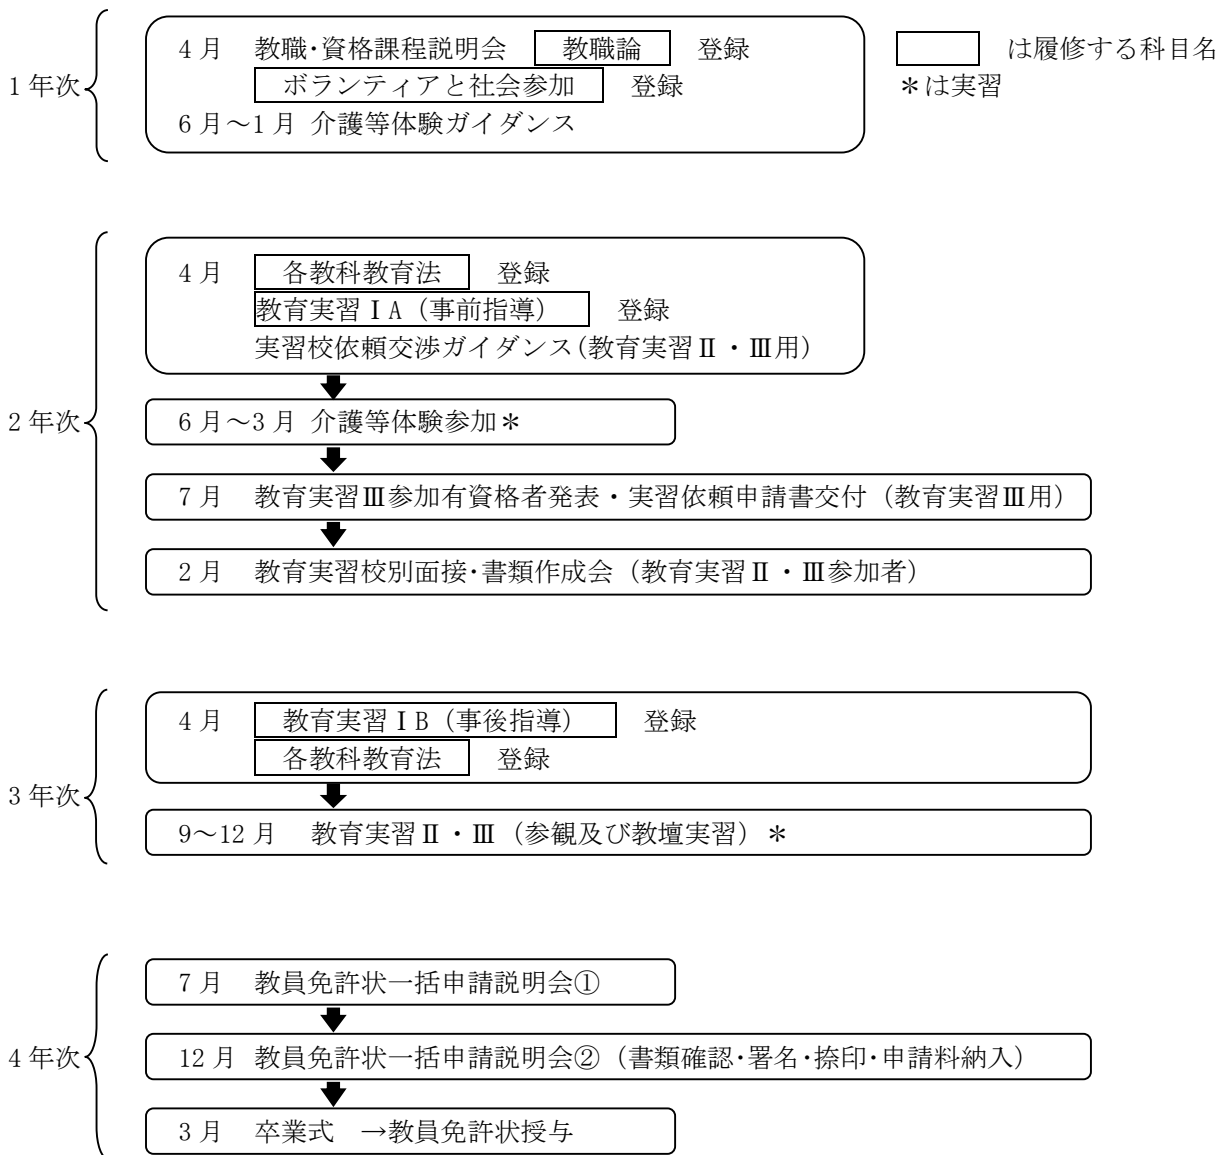 1年次
4月 教職・資格課程説明会 教職論 登録
ボランティアと社会参加 登録
6月～1月 介護等体験ガイダンス
は履修する科目名
＊は実習
2年次
4月 各教科教育法 登録
教育実習ⅠA（事前指導） 登録
実習校依頼交渉ガイダンス（教育実習Ⅱ・Ⅲ用）
6月～3月 介護等体験参加＊
7月 教育実習Ⅲ参加有資格者発表・実習依頼申請書交付（教育実習Ⅲ用）
2月 教育実習校別面接・書類作成会（教育実習Ⅱ・Ⅲ参加者）
3年次
4月 教育実習ⅠB（事後指導） 登録
各教科教育法 登録
9～12月 教育実習Ⅱ・Ⅲ（参観及び教壇実習）＊
4年次
7月 教員免許状一括申請説明会①
12月 教員免許状一括申請説明会②（書類確認・署名・捺印・申請料納入）
3月 卒業式 →教員免許状授与